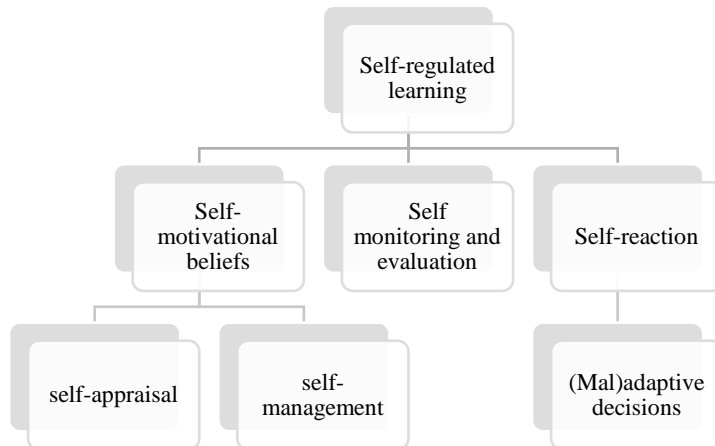 Self-regulated
learning
Self-
motivational
beliefs
Self
monitoring and
evaluation
Self-reaction
self-appraisal
self-
management
(Mal)adaptive
decisions